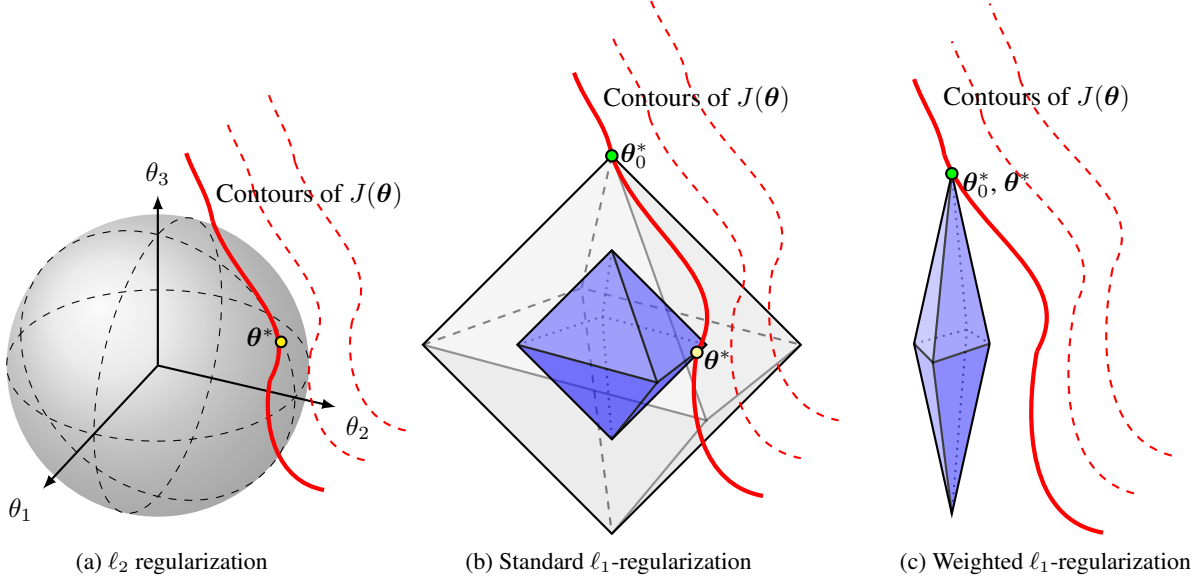 Contours of J(θ)
θ₃
θ*
θ₂
θ₁
(a) ℓ₂ regularization
Contours of J(θ)
θ₀*
θ*
(b) Standard ℓ₁-regularization
Contours of J(θ)
θ₀*, θ*
(c) Weighted ℓ₁-regularization